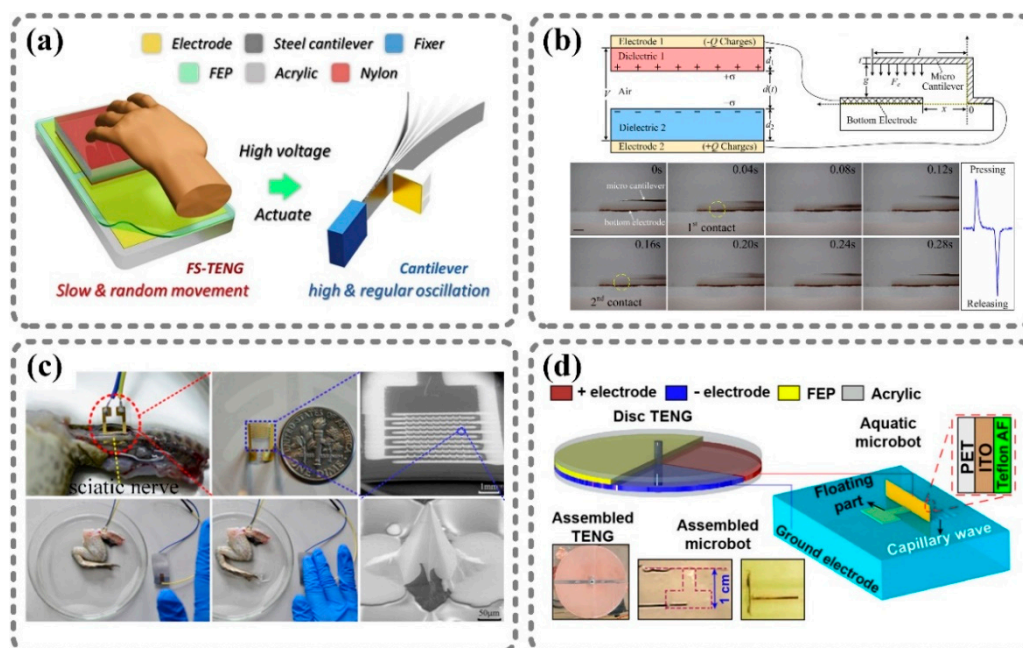 (a)
Electrode Steel cantilever Fixer
FEP Acrylic Nylon
High voltage
Actuate
FS-TENG
Slow & random movement
Cantilever
high & regular oscillation
(b)
Electrode 1 (-Q Charges)
Dielectric 1
d1
+ + + + + + + +
+σ
V
Air
d(t)
−σ
Dielectric 2
d2
Electrode 2 (+Q Charges)
l
t
Micro
Cantilever
g
Fe
x
0
Bottom Electrode
0s
0.04s
0.08s
0.12s
micro cantilever
bottom electrode
1st contact
0.16s
0.20s
0.24s
0.28s
2nd contact
Pressing
Releasing
(c)
sciatic nerve
1mm
50μm
(d)
+ electrode - electrode FEP Acrylic
Disc TENG
Aquatic
microbot
PET
ITO
Teflon AF
Floating
part
Capillary wave
Ground electrode
Assembled
TENG
Assembled
microbot
1 cm